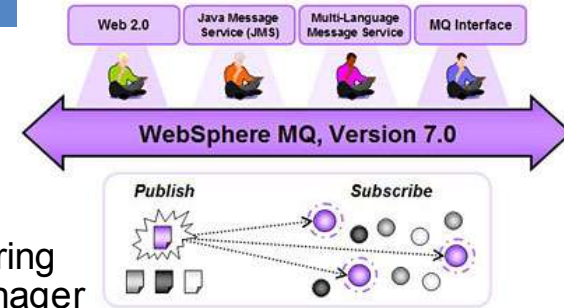 Web 2.0
Java Message
Service (JMS)
Multi-Language
Message Service
MQ Interface
WebSphere MQ, Version 7.0
Publish
Subscribe
ring
nager